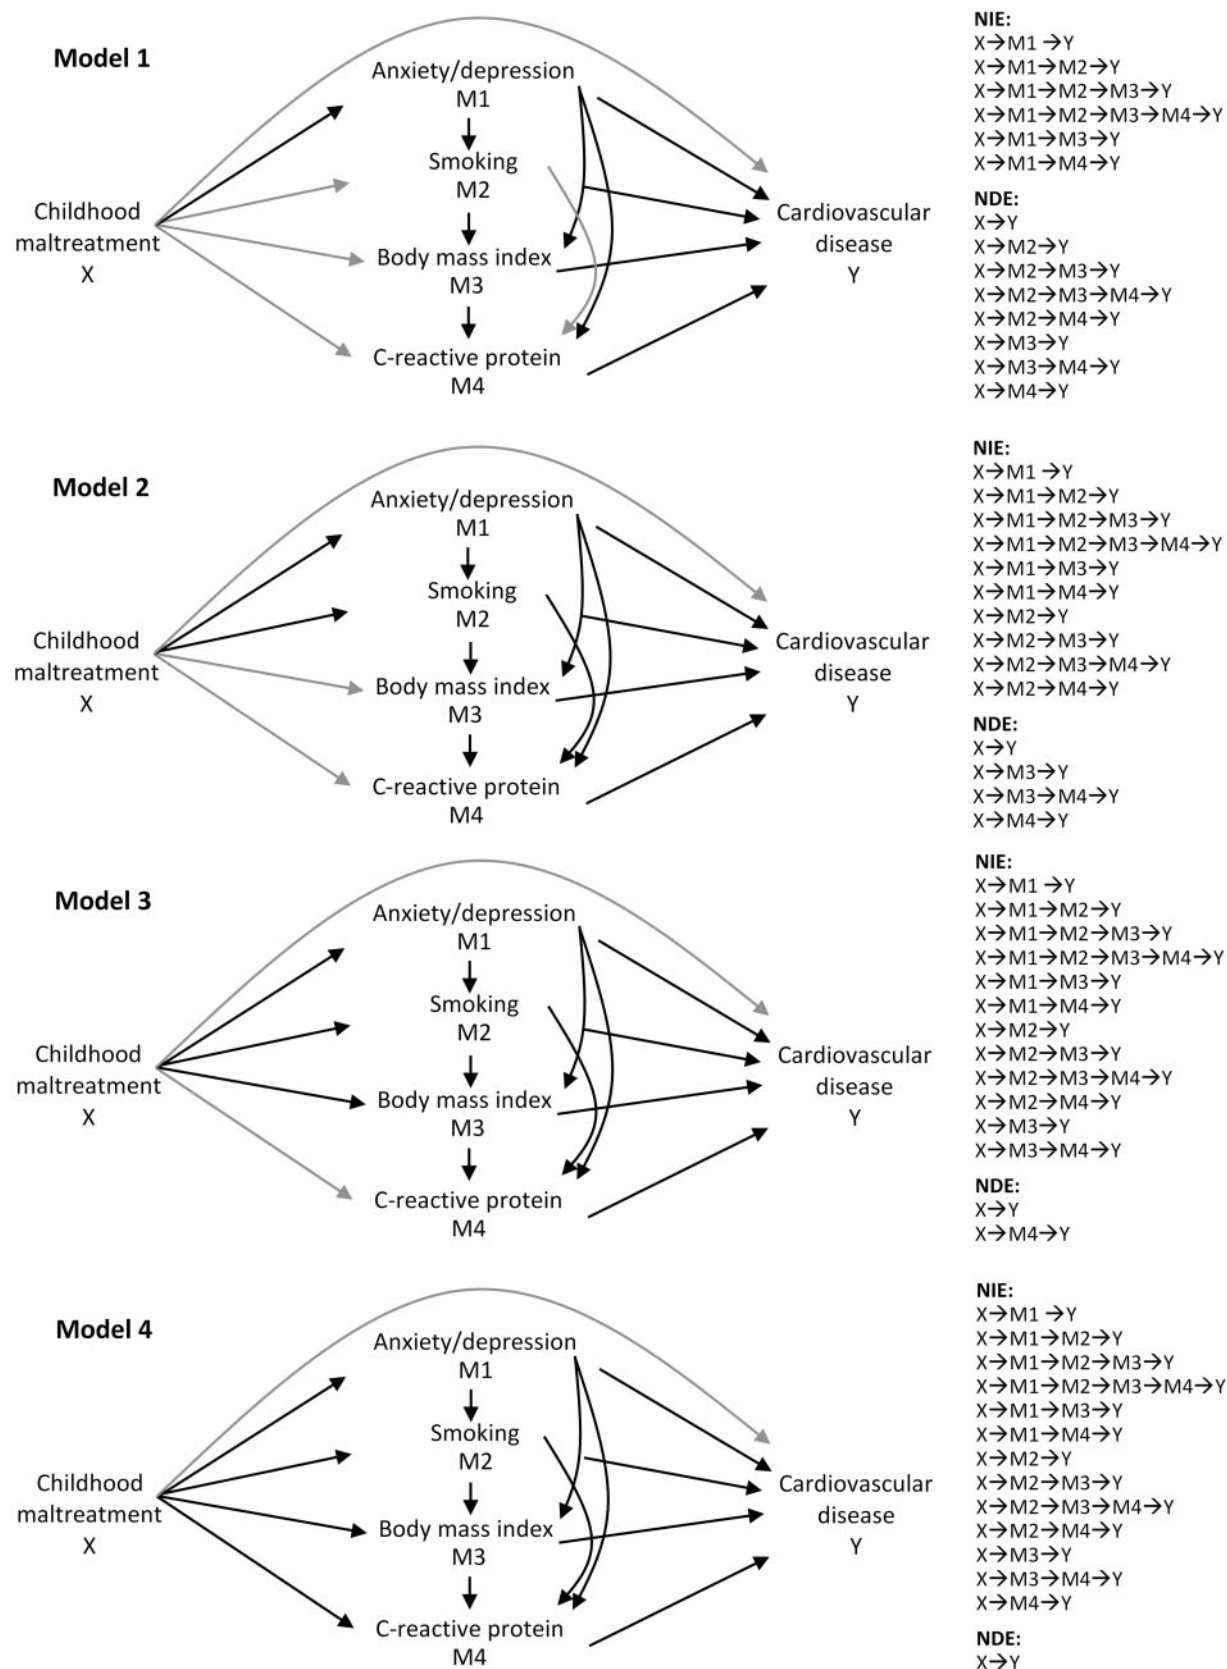 Model 1
Anxiety/depression
M1
Smoking
M2
Childhood
maltreatment
X
Body mass index
M3
C-reactive protein
M4
Cardiovascular
disease
Y
NIE:
X→M1 →Y
X→M1→M2→Y
X→M1→M2→M3→Y
X→M1→M2→M3→M4→Y
X→M1→M3→Y
X→M1→M4→Y
NDE:
X→Y
X→M2→Y
X→M2→M3→Y
X→M2→M3→M4→Y
X→M2→M4→Y
X→M3→Y
X→M3→M4→Y
X→M4→Y
Model 2
Anxiety/depression
M1
Smoking
M2
Childhood
maltreatment
X
Body mass index
M3
C-reactive protein
M4
Cardiovascular
disease
Y
NIE:
X→M1 →Y
X→M1→M2→Y
X→M1→M2→M3→Y
X→M1→M2→M3→M4→Y
X→M1→M3→Y
X→M1→M4→Y
X→M2→Y
X→M2→M3→Y
X→M2→M3→M4→Y
X→M2→M4→Y
NDE:
X→Y
X→M3→Y
X→M3→M4→Y
X→M4→Y
Model 3
Anxiety/depression
M1
Smoking
M2
Childhood
maltreatment
X
Body mass index
M3
C-reactive protein
M4
Cardiovascular
disease
Y
NIE:
X→M1 →Y
X→M1→M2→Y
X→M1→M2→M3→Y
X→M1→M2→M3→M4→Y
X→M1→M3→Y
X→M1→M4→Y
X→M2→Y
X→M2→M3→Y
X→M2→M3→M4→Y
X→M2→M4→Y
X→M3→Y
X→M3→M4→Y
NDE:
X→Y
X→M4→Y
Model 4
Anxiety/depression
M1
Smoking
M2
Childhood
maltreatment
X
Body mass index
M3
C-reactive protein
M4
Cardiovascular
disease
Y
NIE:
X→M1 →Y
X→M1→M2→Y
X→M1→M2→M3→Y
X→M1→M2→M3→M4→Y
X→M1→M3→Y
X→M1→M4→Y
X→M2→Y
X→M2→M3→Y
X→M2→M3→M4→Y
X→M2→M4→Y
X→M3→Y
X→M3→M4→Y
X→M4→Y
NDE:
X→Y